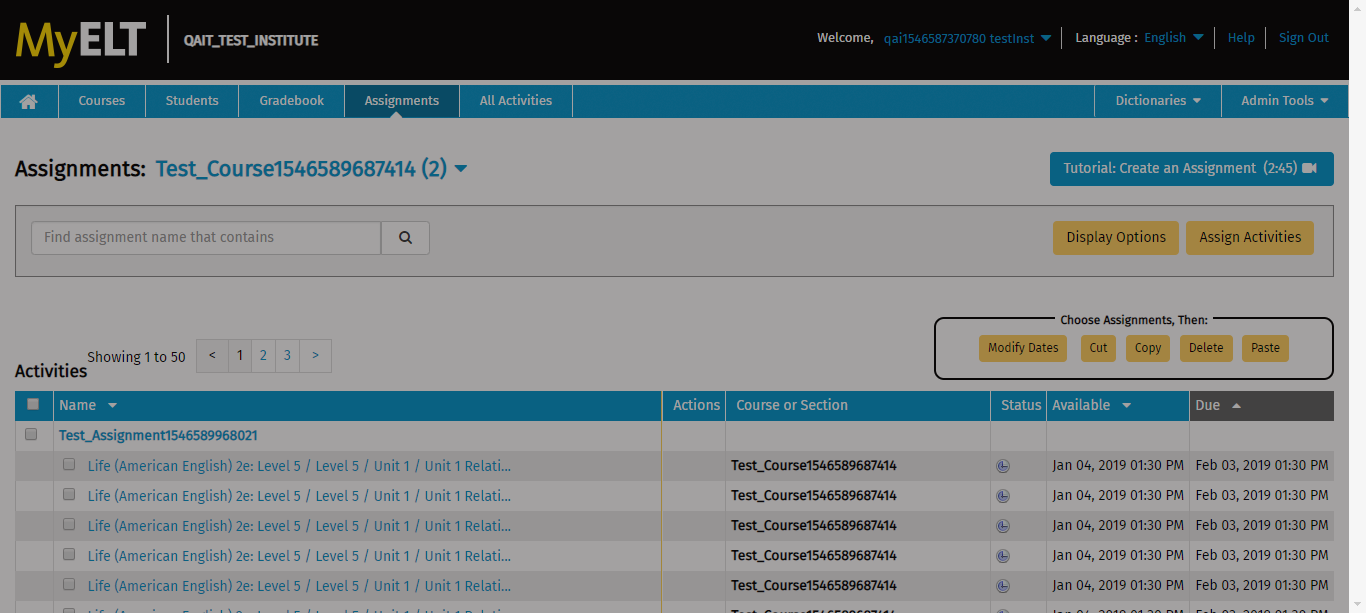 MyELT QAIT_TEST_INSTITUTE Welcome, qai1546587370780 testInst Language : English Help Sign Out
Courses Students Gradebook Assignments All Activities Dictionaries Admin Tools
Assignments: Test_Course1546589687414 (2) Tutorial: Create an Assignment (2:45)
Find assignment name that contains Display Options Assign Activities
Choose Assignments, Then:
Showing 1 to 50 < 1 2 3 > Modify Dates Cut Copy Delete Paste
Activities
Name Actions Course or Section Status Available Due
Test_Assignment1546589968021
Life (American English) 2e: Level 5 / Level 5 / Unit 1 / Unit 1 Relati... Test_Course1546589687414 Jan 04, 2019 01:30 PM Feb 03, 2019 01:30 PM
Life (American English) 2e: Level 5 / Level 5 / Unit 1 / Unit 1 Relati... Test_Course1546589687414 Jan 04, 2019 01:30 PM Feb 03, 2019 01:30 PM
Life (American English) 2e: Level 5 / Level 5 / Unit 1 / Unit 1 Relati... Test_Course1546589687414 Jan 04, 2019 01:30 PM Feb 03, 2019 01:30 PM
Life (American English) 2e: Level 5 / Level 5 / Unit 1 / Unit 1 Relati... Test_Course1546589687414 Jan 04, 2019 01:30 PM Feb 03, 2019 01:30 PM
Life (American English) 2e: Level 5 / Level 5 / Unit 1 / Unit 1 Relati... Test_Course1546589687414 Jan 04, 2019 01:30 PM Feb 03, 2019 01:30 PM